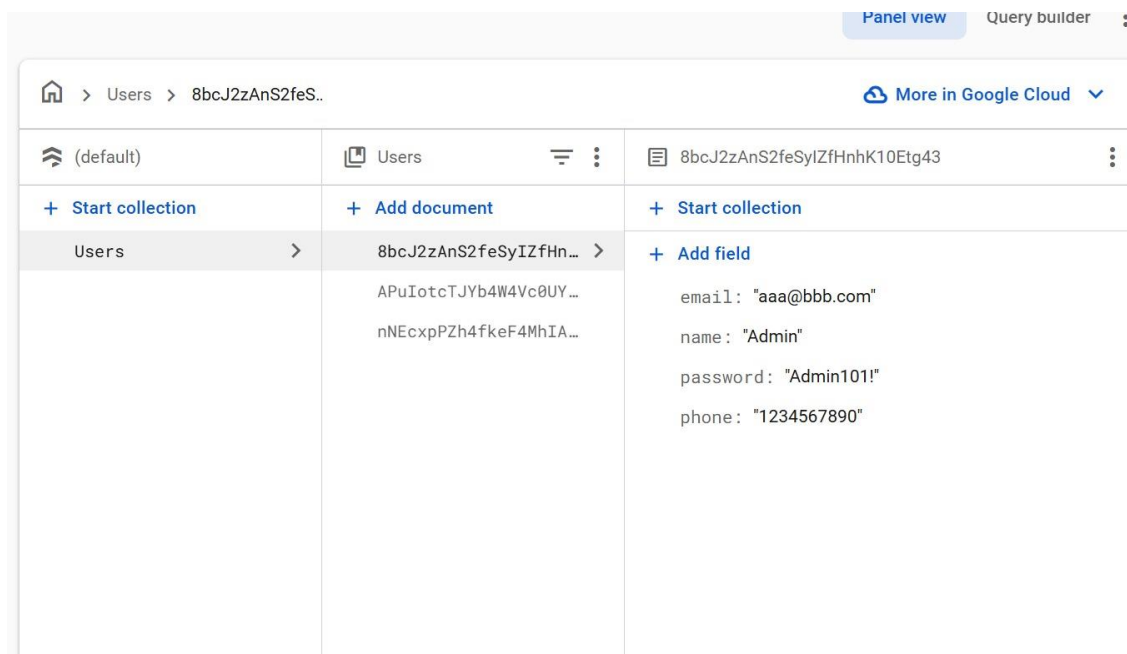 Panel view
Query builder
Users
8bcJ2zAnS2feS..
More in Google Cloud
(default)
Users
8bcJ2zAnS2feSyIZfHnhK10Etg43
+ Start collection
+ Add document
+ Start collection
Users
8bcJ2zAnS2feSyIZfHn…
+ Add field
APuIotcTJYb4W4Vc0UY…
email: "aaa@bbb.com"
nNEcxpPZh4fkeF4MhIA…
name: "Admin"
password: "Admin101!"
phone: "1234567890"